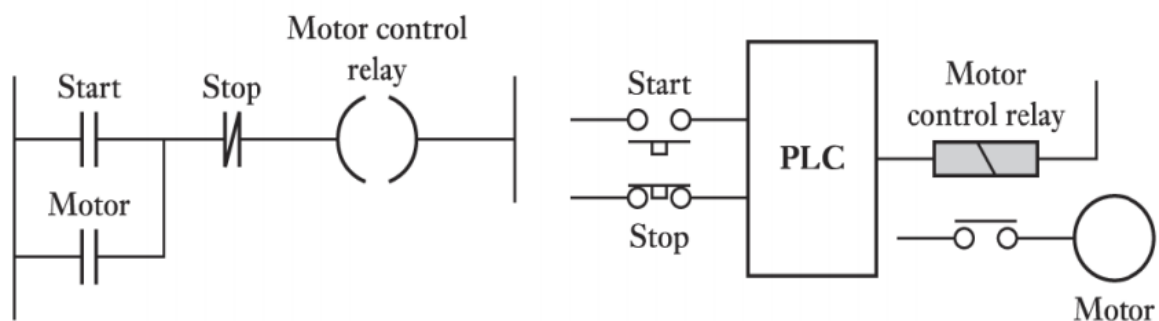 Motor control
relay
Start
Stop
Motor
Start
Stop
PLC
Motor
control relay
Motor